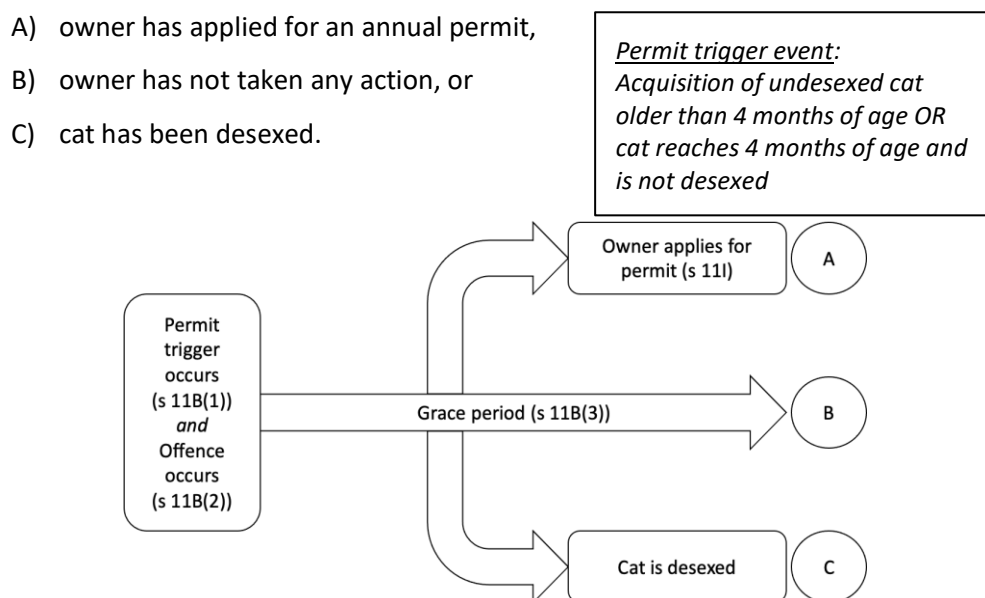 A) owner has applied for an annual permit,
B) owner has not taken any action, or
C) cat has been desexed.
Permit trigger event:
Acquisition of undesexed cat
older than 4 months of age OR
cat reaches 4 months of age and
is not desexed
Owner applies for
permit (s 11I)
A
Permit
trigger
occurs
(s 11B(1))
and
Offence
occurs
(s 11B(2))
Grace period (s 11B(3))
B
Cat is desexed
C